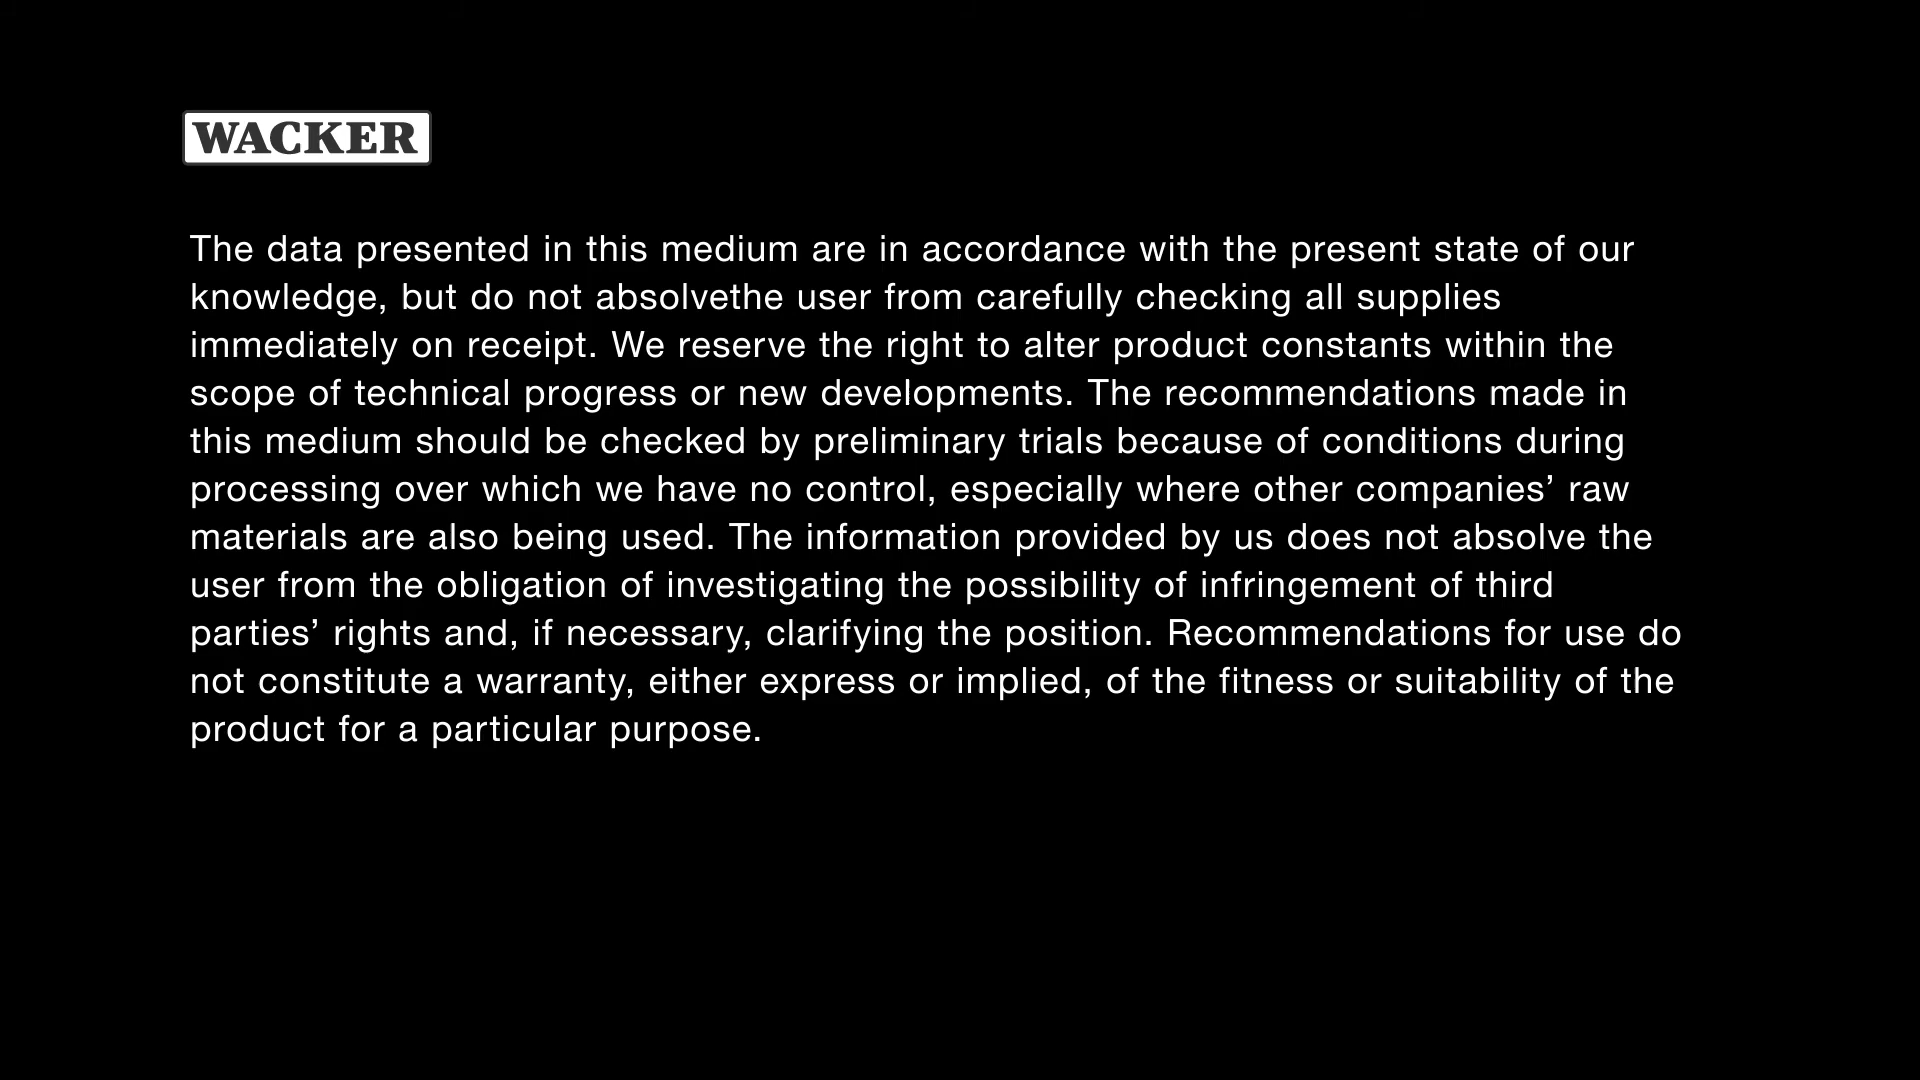 WACKER
The data presented in this medium are in accordance with the present state of our
knowledge, but do not absolvethe user from carefully checking all supplies
immediately on receipt. We reserve the right to alter product constants within the
scope of technical progress or new developments. The recommendations made in
this medium should be checked by preliminary trials because of conditions during
processing over which we have no control, especially where other companies’ raw
materials are also being used. The information provided by us does not absolve the
user from the obligation of investigating the possibility of infringement of third
parties’ rights and, if necessary, clarifying the position. Recommendations for use do
not constitute a warranty, either express or implied, of the fitness or suitability of the
product for a particular purpose.